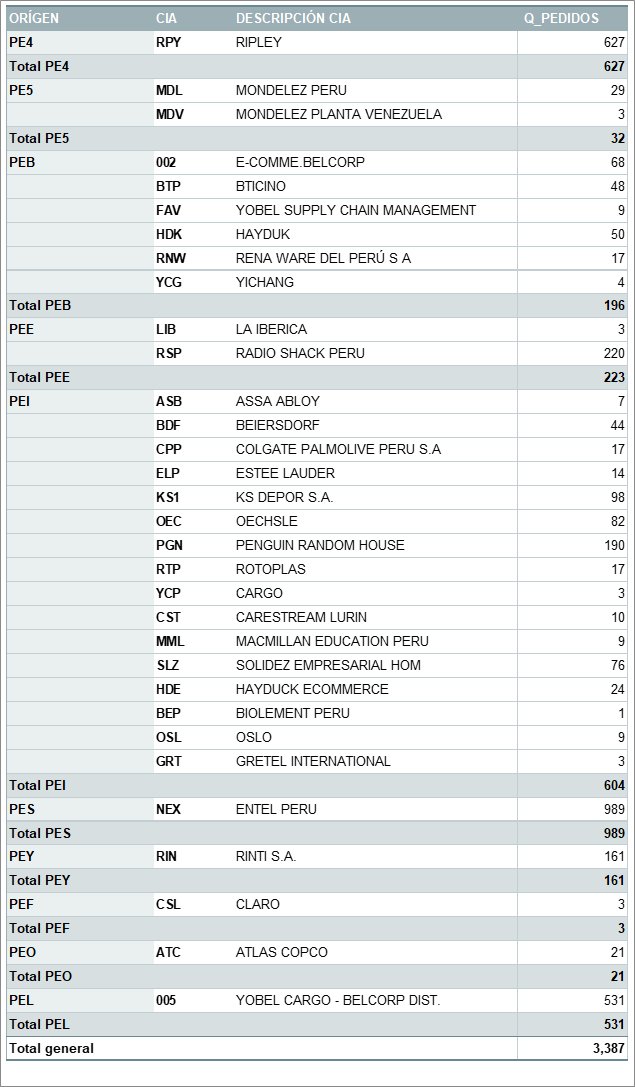 ORÍGEN CIA DESCRIPCIÓN CIA Q_PEDIDOS
PE4 RPY RIPLEY 627
Total PE4 627
PE5 MDL MONDELEZ PERU 29
MDV MONDELEZ PLANTA VENEZUELA 3
Total PE5 32
PEB 002 E-COMME.BELCORP 68
BTP BTICINO 48
FAV YOBEL SUPPLY CHAIN MANAGEMENT 9
HDK HAYDUK 50
RNW RENA WARE DEL PERÚ S A 17
YCG YICHANG 4
Total PEB 196
PEE LIB LA IBERICA 3
RSP RADIO SHACK PERU 220
Total PEE 223
PEI ASB ASSA ABLOY 7
BDF BEIERSDORF 44
CPP COLGATE PALMOLIVE PERU S.A 17
ELP ESTEE LAUDER 14
KS1 KS DEPOR S.A. 98
OEC OECHSLE 82
PGN PENGUIN RANDOM HOUSE 190
RTP ROTOPLAS 17
YCP CARGO 3
CST CARESTREAM LURIN 10
MML MACMILLAN EDUCATION PERU 9
SLZ SOLIDEZ EMPRESARIAL HOM 76
HDE HAYDUCK ECOMMERCE 24
BEP BIOLEMENT PERU 1
OSL OSLO 9
GRT GRETEL INTERNATIONAL 3
Total PEI 604
PES NEX ENTEL PERU 989
Total PES 989
PEY RIN RINTI S.A. 161
Total PEY 161
PEF CSL CLARO 3
Total PEF 3
PEO ATC ATLAS COPCO 21
Total PEO 21
PEL 005 YOBEL CARGO - BELCORP DIST. 531
Total PEL 531
Total general 3,387